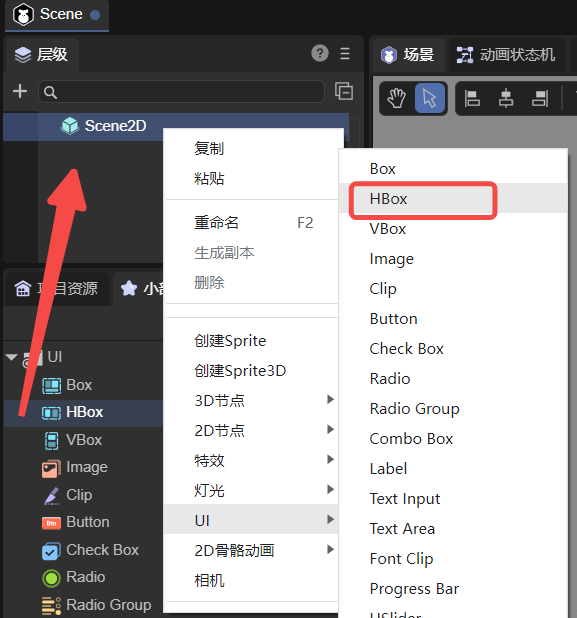 Scene
层级
?
场景
动画状态机
Scene2D
复制
粘贴
重命名 F2
生成副本
删除
创建Sprite
创建Sprite3D
3D节点
2D节点
特效
灯光
UI
2D骨骼动画
相机
Box
HBox
VBox
Image
Clip
Button
Check Box
Radio
Radio Group
Combo Box
Label
Text Input
Text Area
Font Clip
Progress Bar
HSlider
项目资源
小部
UI
Box
HBox
VBox
Image
Clip
Button
Check Box
Radio
Radio Group